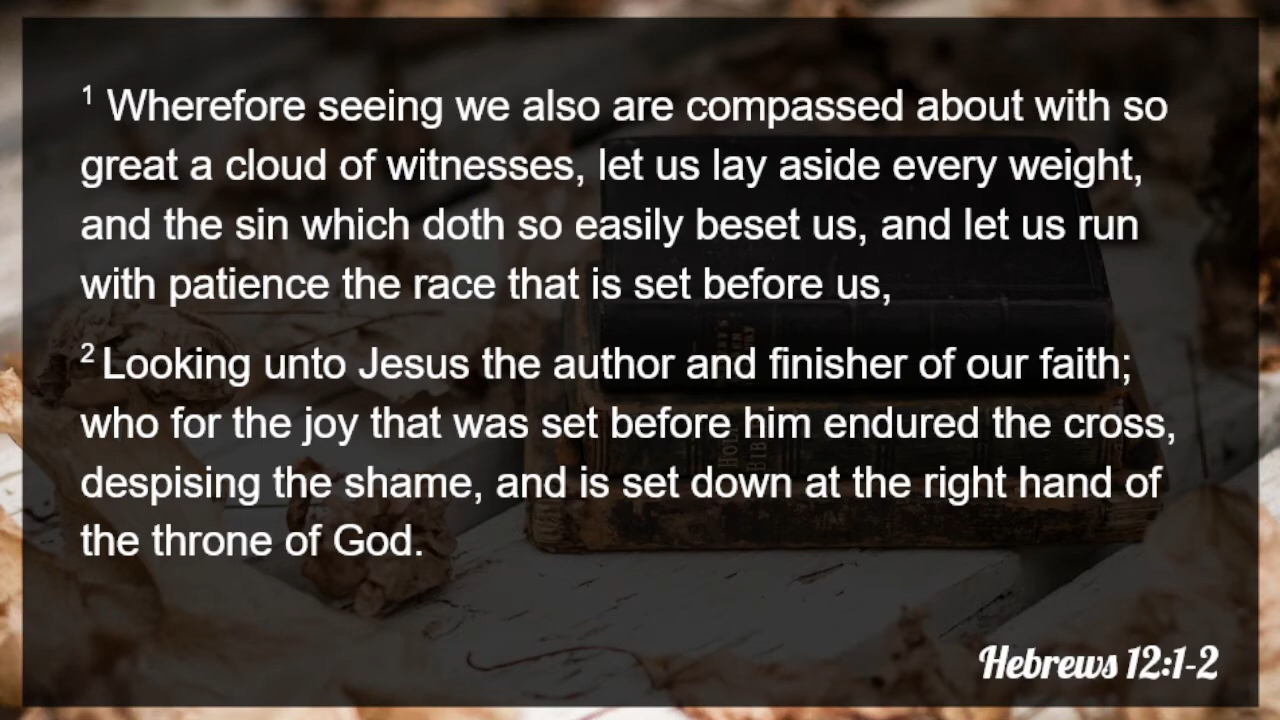 ¹ Wherefore seeing we also are compassed about with so
great a cloud of witnesses, let us lay aside every weight,
and the sin which doth so easily beset us, and let us run
with patience the race that is set before us,
² Looking unto Jesus the author and finisher of our faith;
who for the joy that was set before him endured the cross,
despising the shame, and is set down at the right hand of
the throne of God.
HOLY
BIBLE
Hebrews 12:1-2